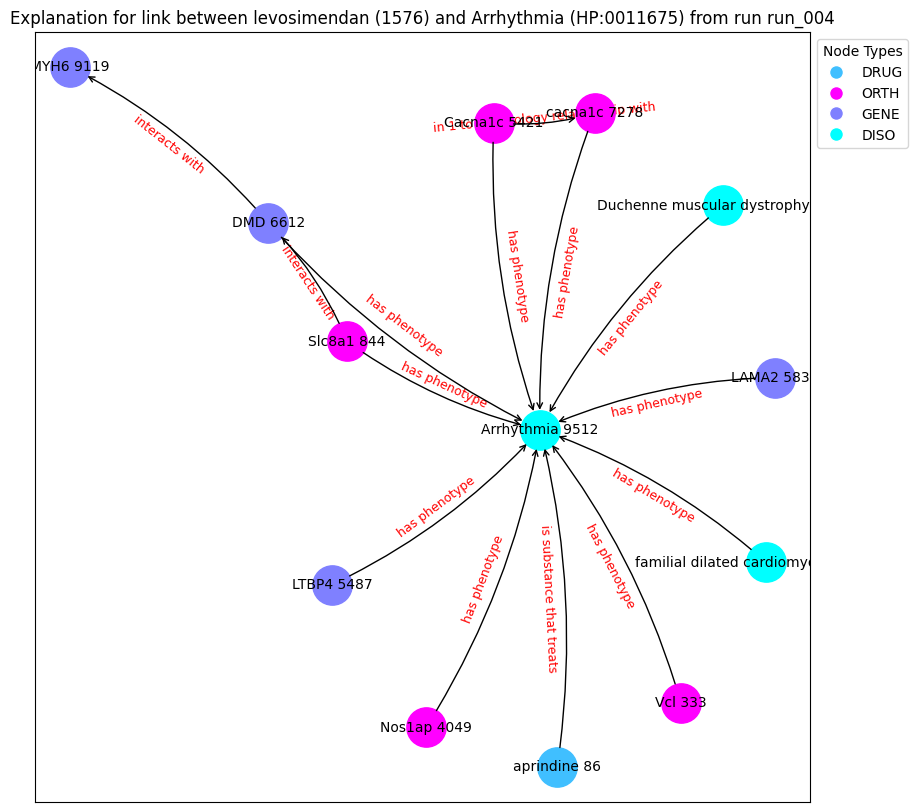 Explanation for link between levosimendan (1576) and Arrhythmia (HP:0011675) from run run_004
Node Types
DRUG
ORTH
GENE
DISO
MYH6 9119
interacts with
Cacna1c 5421
cacna1c 7278
in 1 to
with
Duchenne muscular dystrophy
DMD 6612
interacts with
has phenotype
has phenotype
has phenotype
has phenotype
Slc8a1 844
has phenotype
LAMA2 583
has phenotype
Arrhythmia 9512
has phenotype
has phenotype
familial dilated cardiomyo
LTBP4 5487
has phenotype
is substance that treats
has phenotype
Vcl 333
Nos1ap 4049
aprindine 86